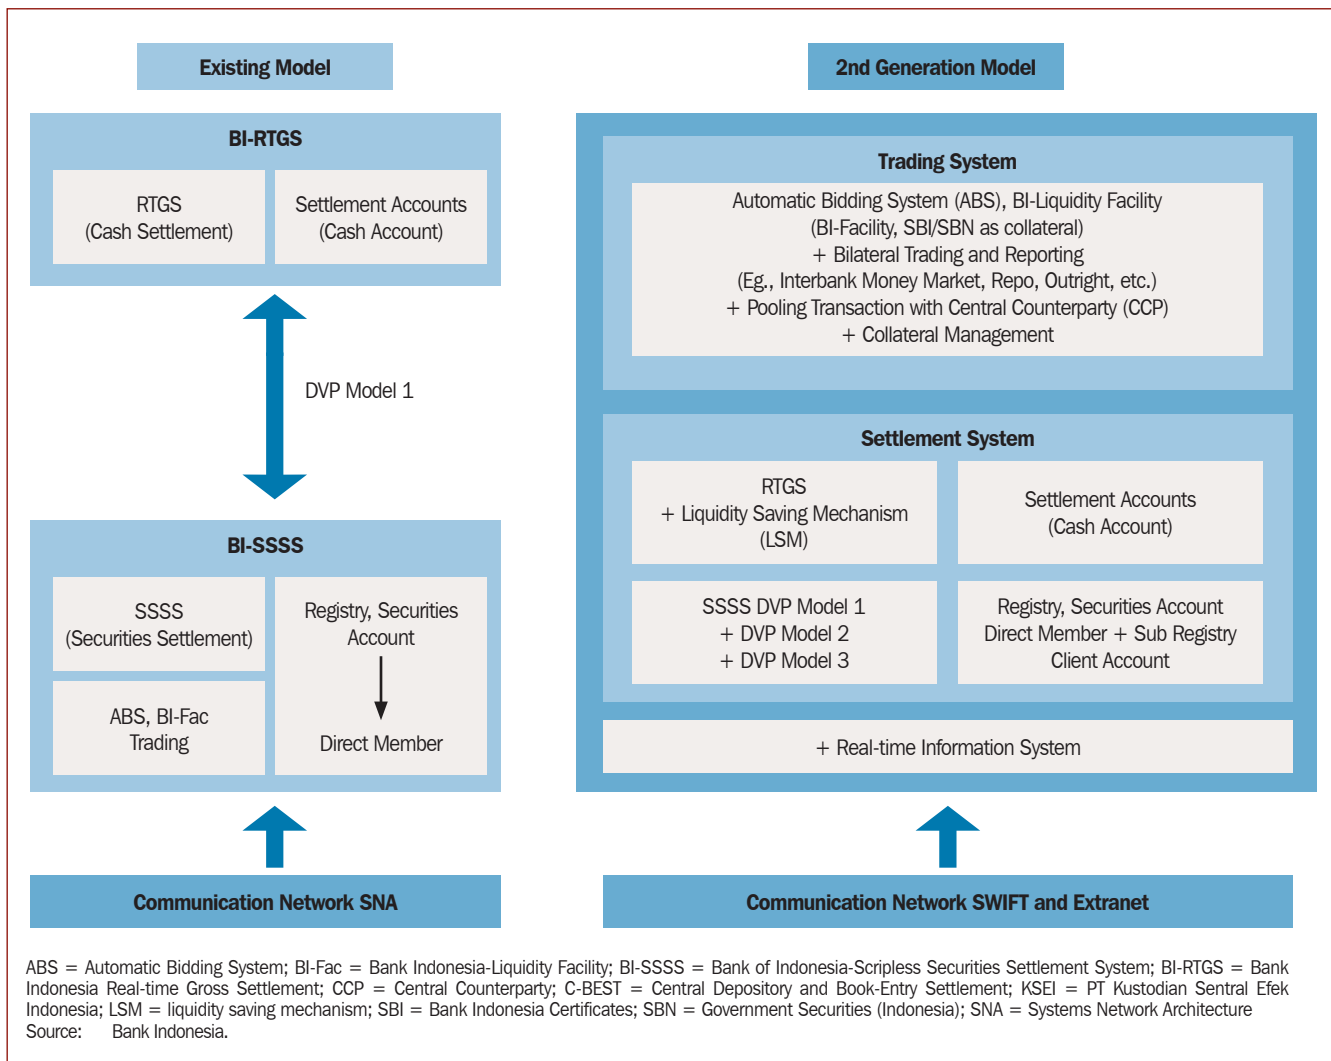 Existing Model
BI-RTGS
RTGS
(Cash Settlement)
Settlement Accounts
(Cash Account)
DVP Model 1
BI-SSSS
SSSS
(Securities Settlement)
ABS, BI-Fac
Trading
Registry, Securities
Account
Direct Member
Communication Network SNA
2nd Generation Model
Trading System
Automatic Bidding System (ABS), BI-Liquidity Facility
(BI-Facility, SBI/SBN as collateral)
+ Bilateral Trading and Reporting
(Eg., Interbank Money Market, Repo, Outright, etc.)
+ Pooling Transaction with Central Counterparty (CCP)
+ Collateral Management
Settlement System
RTGS
+ Liquidity Saving Mechanism
(LSM)
Settlement Accounts
(Cash Account)
SSSS DVP Model 1
+ DVP Model 2
+ DVP Model 3
Registry, Securities Account
Direct Member + Sub Registry
Client Account
+ Real-time Information System
Communication Network SWIFT and Extranet
ABS = Automatic Bidding System; BI-Fac = Bank Indonesia-Liquidity Facility; BI-SSSS = Bank of Indonesia-Scripless Securities Settlement System; BI-RTGS = Bank
Indonesia Real-time Gross Settlement; CCP = Central Counterparty; C-BEST = Central Depository and Book-Entry Settlement; KSEI = PT Kustodian Sentral Efek
Indonesia; LSM = liquidity saving mechanism; SBI = Bank Indonesia Certificates; SBN = Government Securities (Indonesia); SNA = Systems Network Architecture
Source: Bank Indonesia.